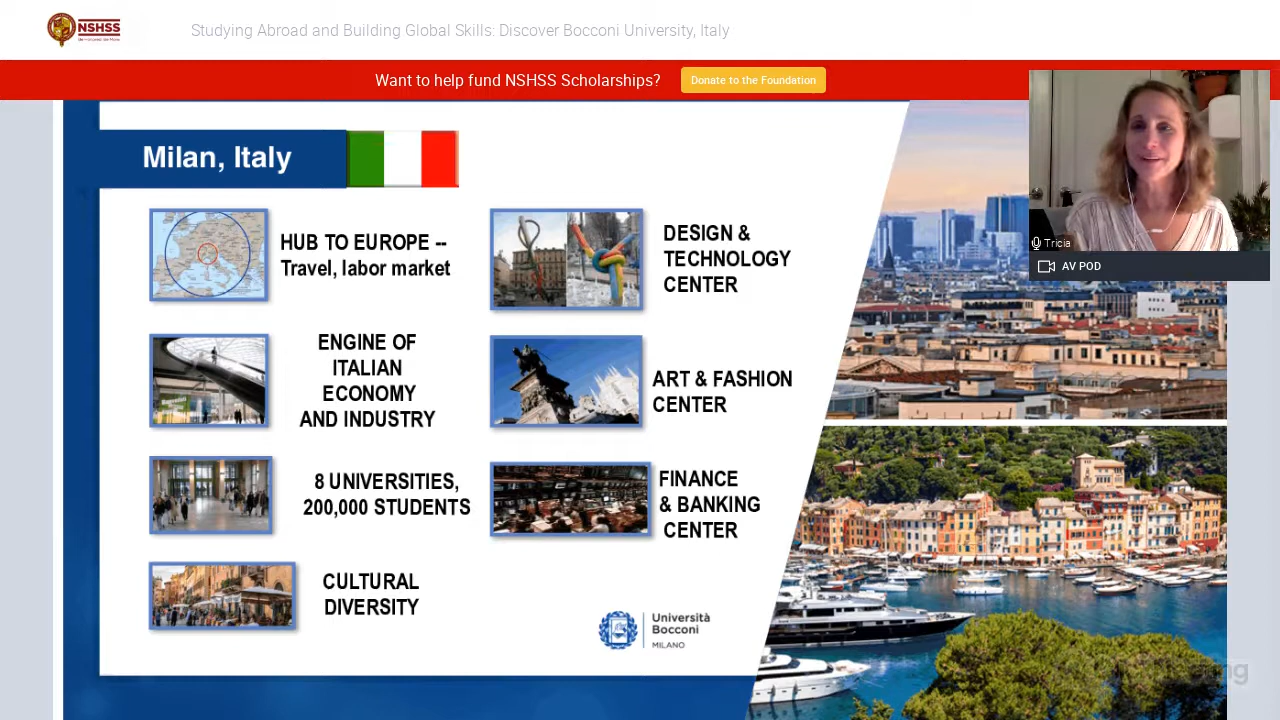 NSHSS
Studying Abroad and Building Global Skills: Discover Bocconi University, Italy
Want to help fund NSHSS Scholarships?
Donate to the Foundation
Milan, Italy
HUB TO EUROPE --
Travel, labor market
ENGINE OF
ITALIAN
ECONOMY
AND INDUSTRY
8 UNIVERSITIES,
200,000 STUDENTS
CULTURAL
DIVERSITY
DESIGN &
TECHNOLOGY
CENTER
ART & FASHION
CENTER
FINANCE
& BANKING
CENTER
Università
Bocconi
MILANO
Tricia
AV POD